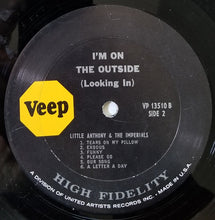 I'M ON
THE OUTSIDE
(Looking In)
Veep
VP 13510 B
SIDE 2
LITTLE ANTHONY & THE IMPERIALS
1. TEARS ON MY PILLOW
2. EXODUS
3. FUNNY
4. PLEASE GO
5. OUR SONG
6. A LETTER A DAY
HIGH FIDELITY
A DIVISION OF UNITED ARTISTS RECORDS INC. • MADE IN U.S.A.